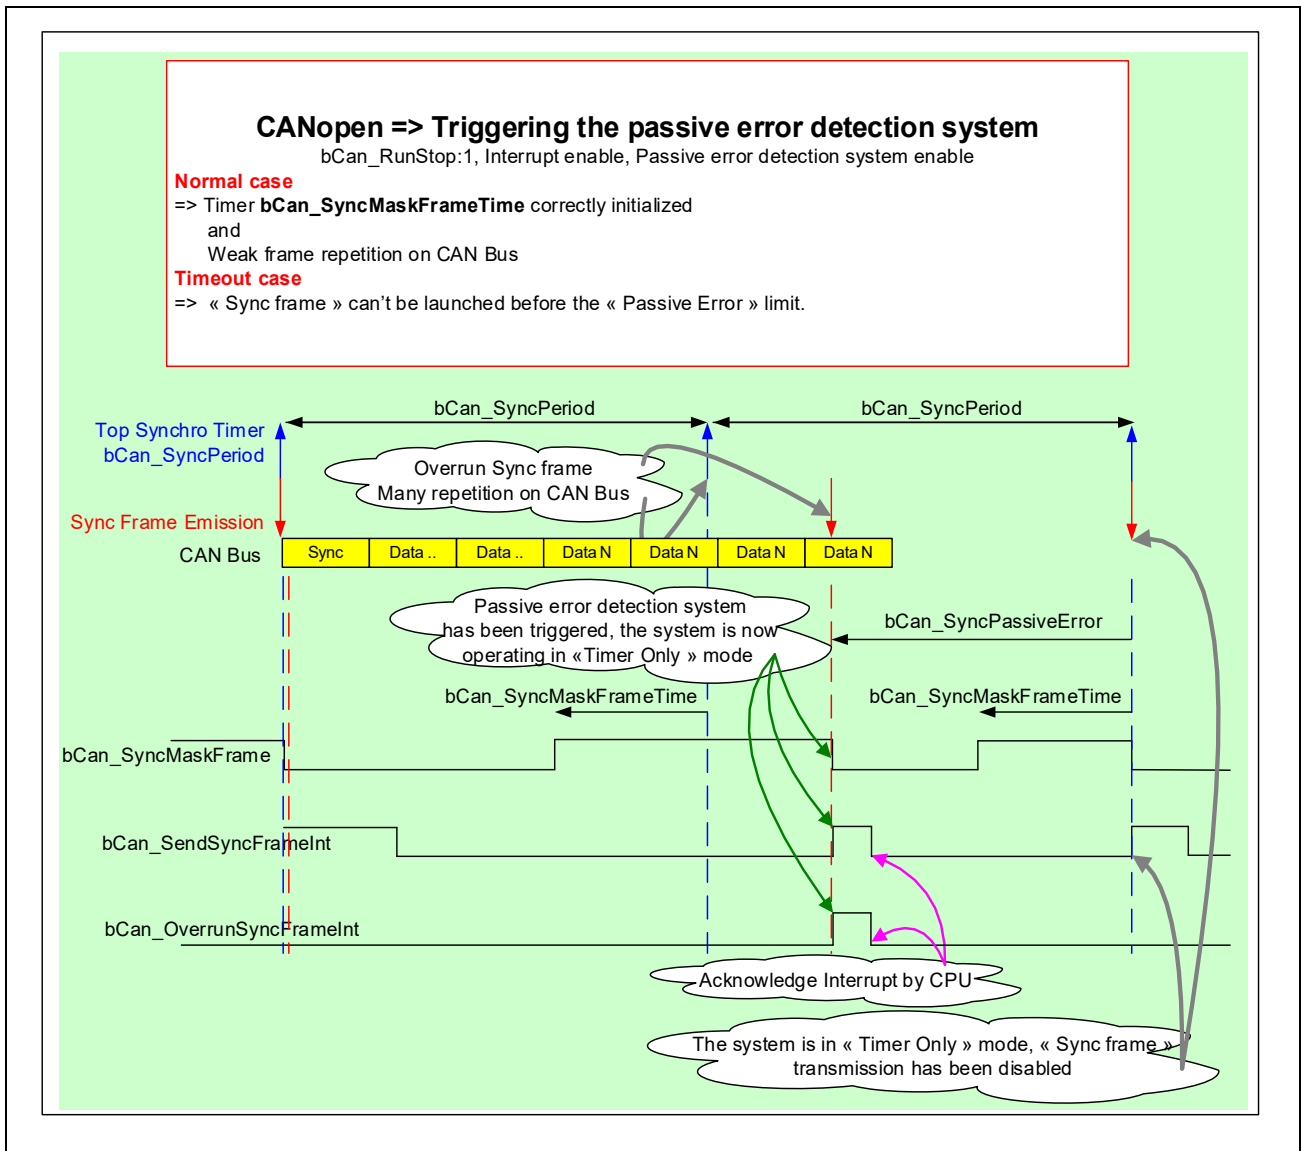 CANopen => Triggering the passive error detection system
bCan_RunStop:1, Interrupt enable, Passive error detection system enable
Normal case
=> Timer bCan_SyncMaskFrameTime correctly initialized
and
Weak frame repetition on CAN Bus
Timeout case
=> « Sync frame » can't be launched before the « Passive Error » limit.
bCan_SyncPeriod
bCan_SyncPeriod
Top Synchro Timer
bCan_SyncPeriod
Overrun Sync frame
Many repetition on CAN Bus
Sync Frame Emission
CAN Bus
Sync
Data ..
Data ..
Data N
Data N
Data N
Data N
Passive error detection system
has been triggered, the system is now
operating in «Timer Only » mode
bCan_SyncPassiveError
bCan_SyncMaskFrameTime
bCan_SyncMaskFrameTime
bCan_SyncMaskFrame
bCan_SendSyncFrameInt
bCan_OverrunSyncFrameInt
Acknowledge Interrupt by CPU
The system is in « Timer Only » mode, « Sync frame »
transmission has been disabled